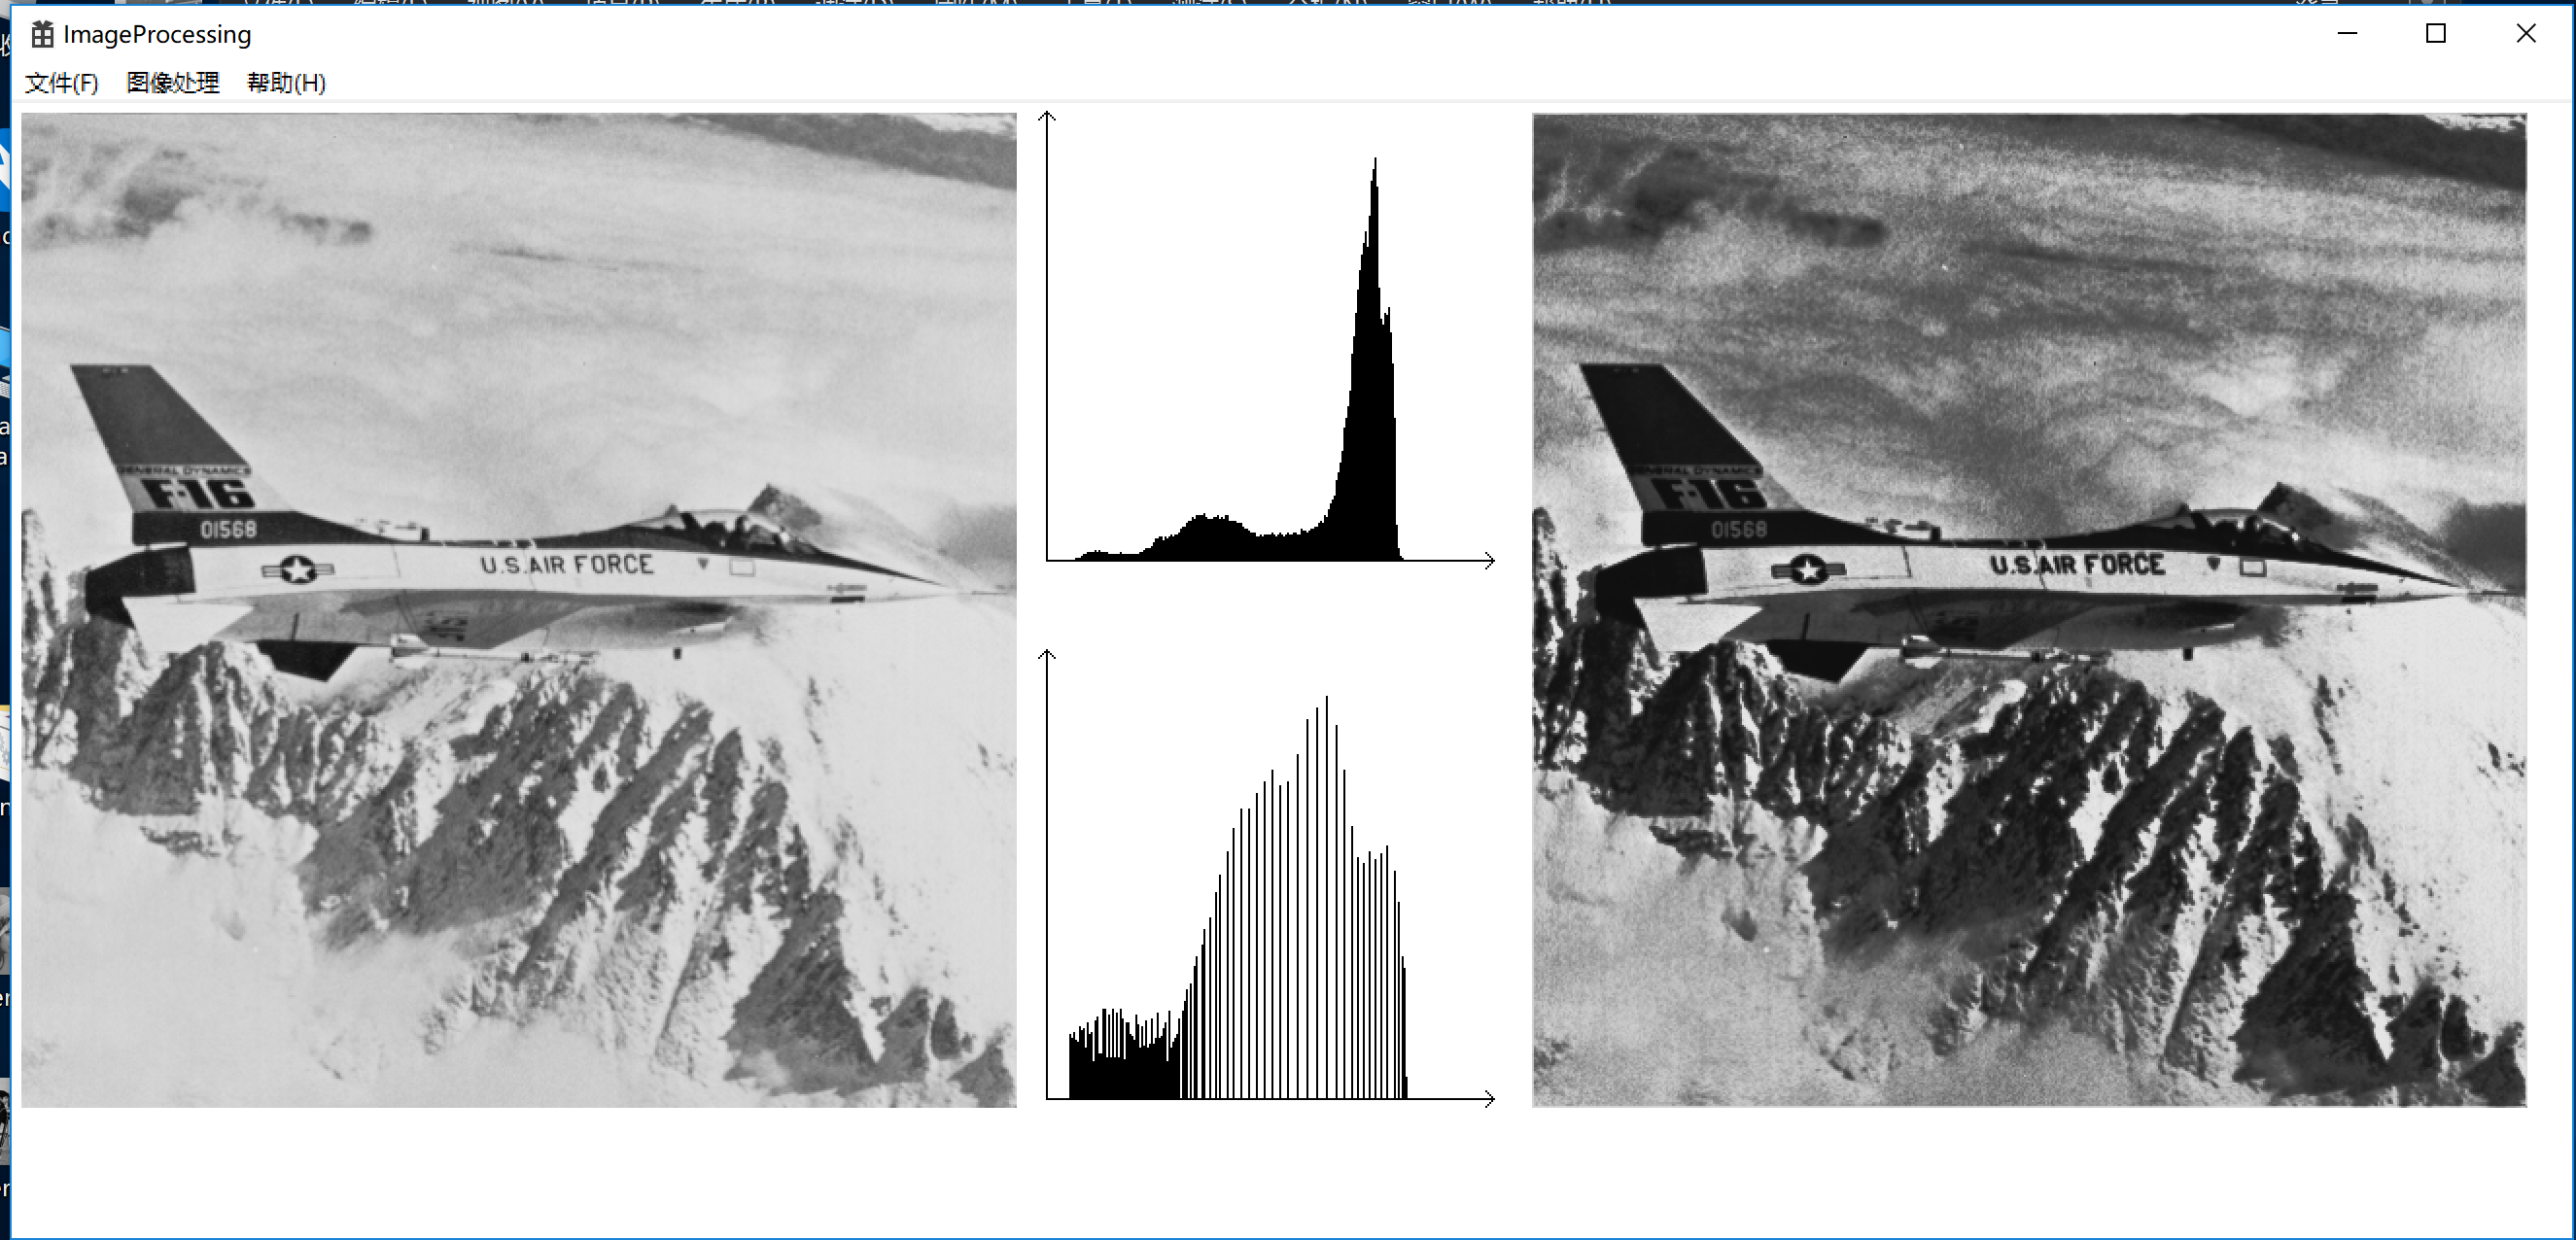 ImageProcessing
文件(F) 图像处理 帮助(H)
GENERAL DYNAMICS
F-16
01568
U.S.AIR FORCE
GENERAL DYNAMICS
F-16
01568
U.S.AIR FORCE